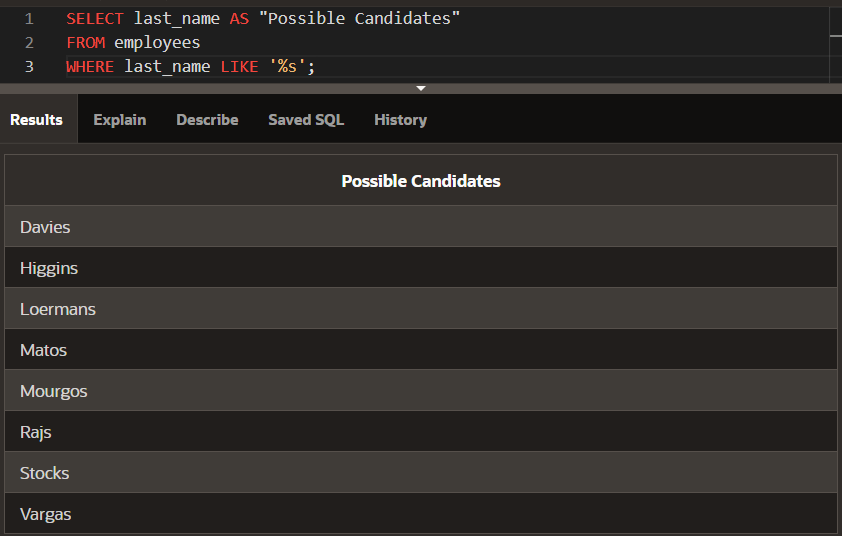 1 SELECT last_name AS "Possible Candidates"
2 FROM employees
3 WHERE last_name LIKE '%s';
Results Explain Describe Saved SQL History
Possible Candidates
Davies
Higgins
Loermans
Matos
Mourgos
Rajs
Stocks
Vargas